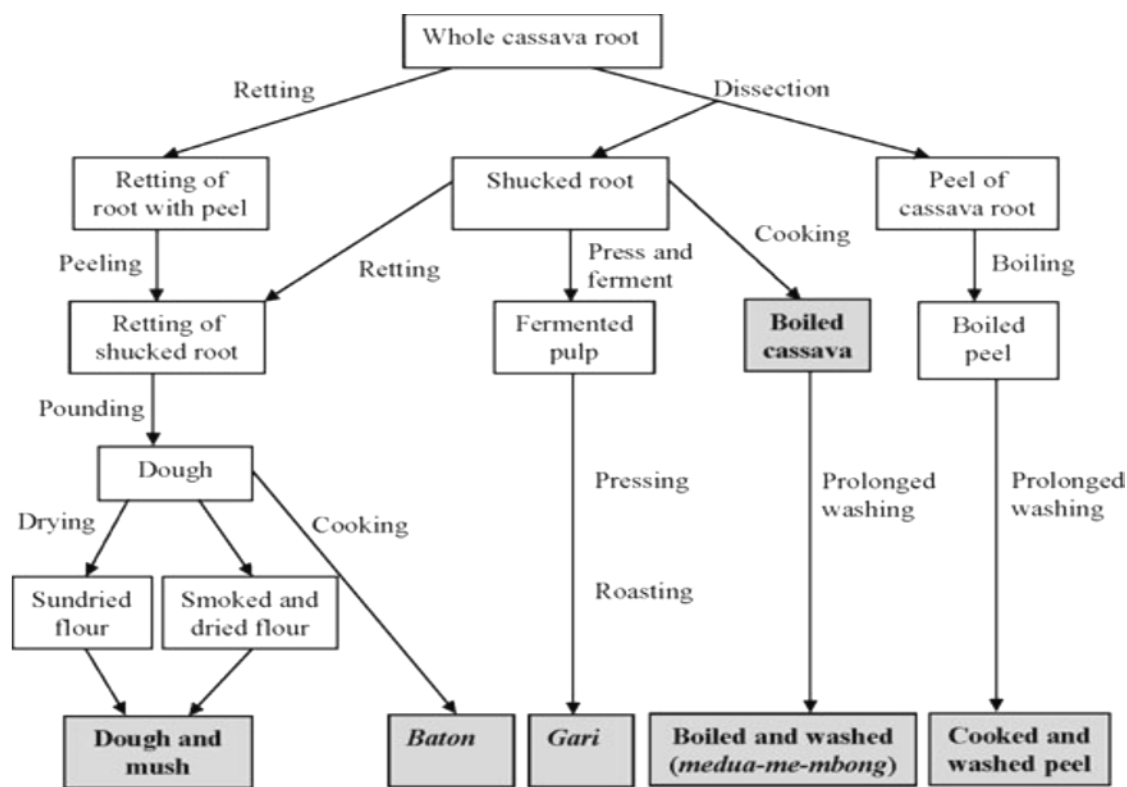 Whole cassava root
Retting
Dissection
Retting of
root with peel
Shucked root
Peel of
cassava root
Peeling
Retting
Press and
ferment
Cooking
Boiling
Retting of
shucked root
Fermented
pulp
Boiled
cassava
Boiled
peel
Pounding
Dough
Drying
Cooking
Pressing
Prolonged
washing
Prolonged
washing
Sundried
flour
Smoked and
dried flour
Roasting
Dough and
mush
Baton
Gari
Boiled and washed
(medua-me-mbong)
Cooked and
washed peel